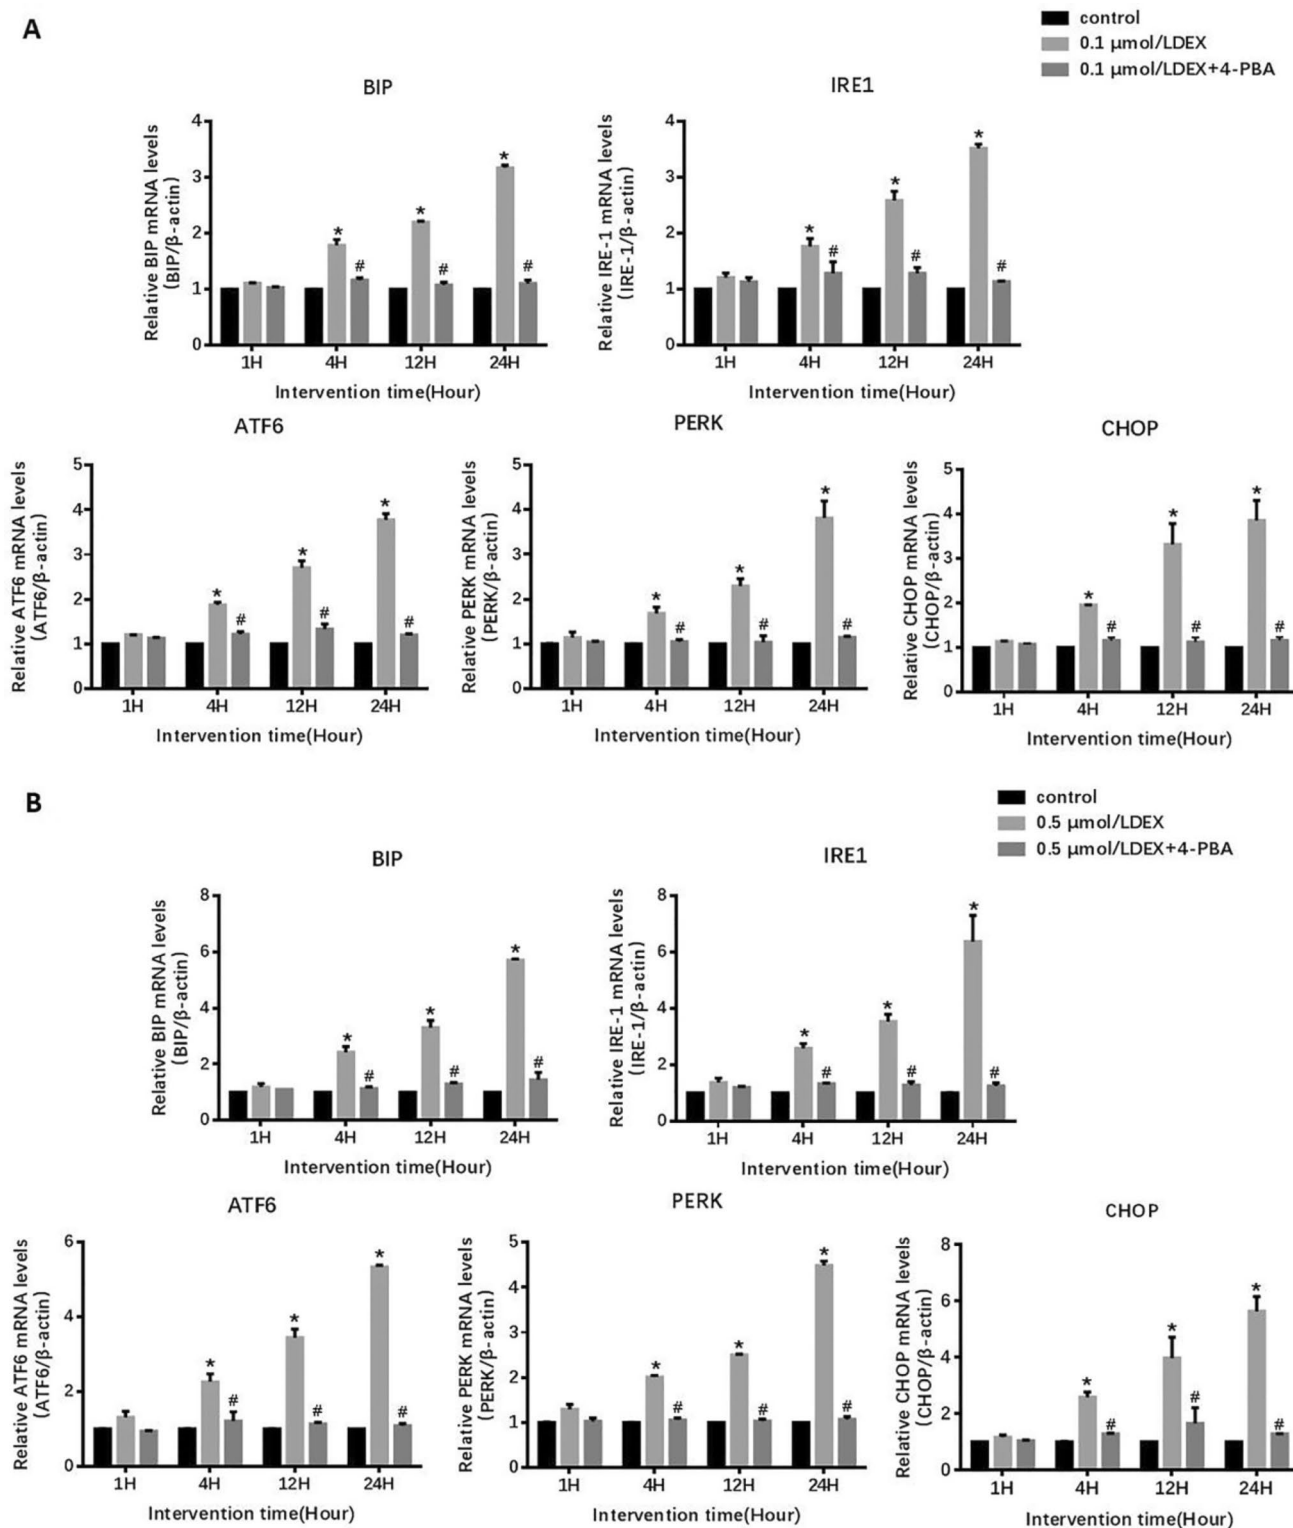 A
control
0.1 μmol/LDEX
0.1 μmol/LDEX+4-PBA
BIP
Relative BIP mRNA levels
(BIP/β-actin)
4
3
2
1
0
1H 4H 12H 24H
Intervention time(Hour)
* * *
# # #
IRE1
Relative IRE-1 mRNA levels
(IRE-1/β-actin)
4
3
2
1
0
1H 4H 12H 24H
Intervention time(Hour)
* * *
# # #
ATF6
Relative ATF6 mRNA levels
(ATF6/β-actin)
5
4
3
2
1
0
1H 4H 12H 24H
Intervention time(Hour)
* * *
# # #
PERK
Relative PERK mRNA levels
(PERK/β-actin)
5
4
3
2
1
0
1H 4H 12H 24H
Intervention time(Hour)
* * *
# # #
CHOP
Relative CHOP mRNA levels
(CHOP/β-actin)
5
4
3
2
1
0
1H 4H 12H 24H
Intervention time(Hour)
* * *
# # #
B
control
0.5 μmol/LDEX
0.5 μmol/LDEX+4-PBA
BIP
Relative BIP mRNA levels
(BIP/β-actin)
8
6
4
2
0
1H 4H 12H 24H
Intervention time(Hour)
* * *
# # #
IRE1
Relative IRE-1 mRNA levels
(IRE-1/β-actin)
8
6
4
2
0
1H 4H 12H 24H
Intervention time(Hour)
* * *
# # #
ATF6
Relative ATF6 mRNA levels
(ATF6/β-actin)
6
4
2
0
1H 4H 12H 24H
Intervention time(Hour)
* * *
# # #
PERK
Relative PERK mRNA levels
(PERK/β-actin)
5
4
3
2
1
0
1H 4H 12H 24H
Intervention time(Hour)
* * *
# # #
CHOP
Relative CHOP mRNA levels
(CHOP/β-actin)
8
6
4
2
0
1H 4H 12H 24H
Intervention time(Hour)
* * *
# # #